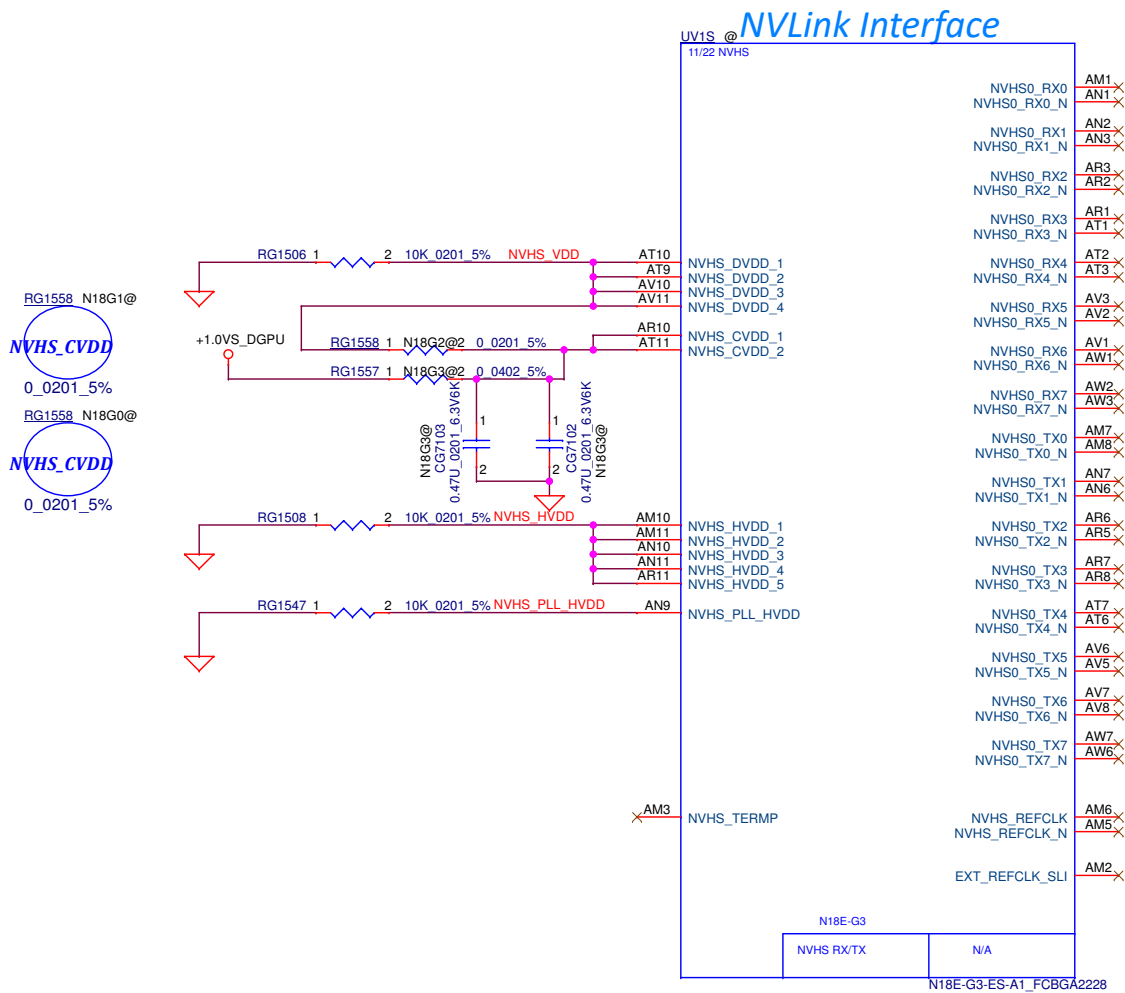 NVLink Interface
UV1S @
11/22 NVHS
NVHS0_RX0 AM1
NVHS0_RX0_N AN1
NVHS0_RX1 AN2
NVHS0_RX1_N AN3
NVHS0_RX2 AR3
NVHS0_RX2_N AR2
NVHS0_RX3 AR1
NVHS0_RX3_N AT1
RG1506 1 2 10K_0201_5% NVHS_VDD AT10 NVHS_DVDD_1 NVHS0_RX4 AT2
AT9 NVHS_DVDD_2 NVHS0_RX4_N AT3
AV10 NVHS_DVDD_3
AV11 NVHS_DVDD_4 NVHS0_RX5 AV3
NVHS0_RX5_N AV2
RG1558 N18G1@
NVHS_CVDD
0_0201_5%
AR10 NVHS_CVDD_1
+1.0VS_DGPU
RG1558 1 N18G2@2 0_0201_5% AT11 NVHS_CVDD_2 NVHS0_RX6 AV1
NVHS0_RX6_N AW1
RG1557 1 N18G3@2 0_0402_5%
NVHS0_RX7 AW2
NVHS0_RX7_N AW3
RG1558 N18G0@
NVHS_CVDD
0_0201_5%
1
2
N18G3@
CG7103
0.47U_0201_6.3V6K
1
2
0.47U_0201_6.3V6K
CG7102
N18G3@
NVHS0_TX0 AM7
NVHS0_TX0_N AM8
NVHS0_TX1 AN7
NVHS0_TX1_N AN6
RG1508 1 2 10K_0201_5% NVHS_HVDD AM10 NVHS_HVDD_1 NVHS0_TX2 AR6
AM11 NVHS_HVDD_2 NVHS0_TX2_N AR5
AN10 NVHS_HVDD_3
AN11 NVHS_HVDD_4 NVHS0_TX3 AR7
AR11 NVHS_HVDD_5 NVHS0_TX3_N AR8
RG1547 1 2 10K_0201_5% NVHS_PLL_HVDD AN9 NVHS_PLL_HVDD NVHS0_TX4 AT7
NVHS0_TX4_N AT6
NVHS0_TX5 AV6
NVHS0_TX5_N AV5
NVHS0_TX6 AV7
NVHS0_TX6_N AV8
NVHS0_TX7 AW7
NVHS0_TX7_N AW6
AM3 NVHS_TERMP NVHS_REFCLK AM6
NVHS_REFCLK_N AM5
EXT_REFCLK_SLI AM2
N18E-G3
NVHS RX/TX N/A
N18E-G3-ES-A1_FCBGA2228